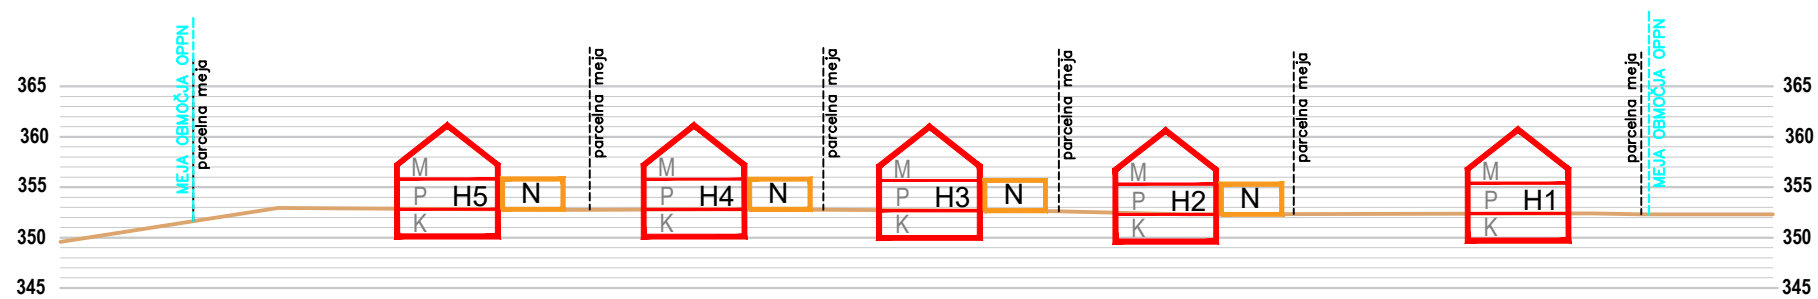 MEJA OBMOČJA OPPN
parcelna meja
parcelna meja
parcelna meja
parcelna meja
parcelna meja
parcelna meja
MEJA OBMOČJA OPPN
365
365
360
360
355
355
350
350
345
345
M
P
H5
K
N
M
P
H4
K
N
M
P
H3
K
N
M
P
H2
K
N
M
P
H1
K